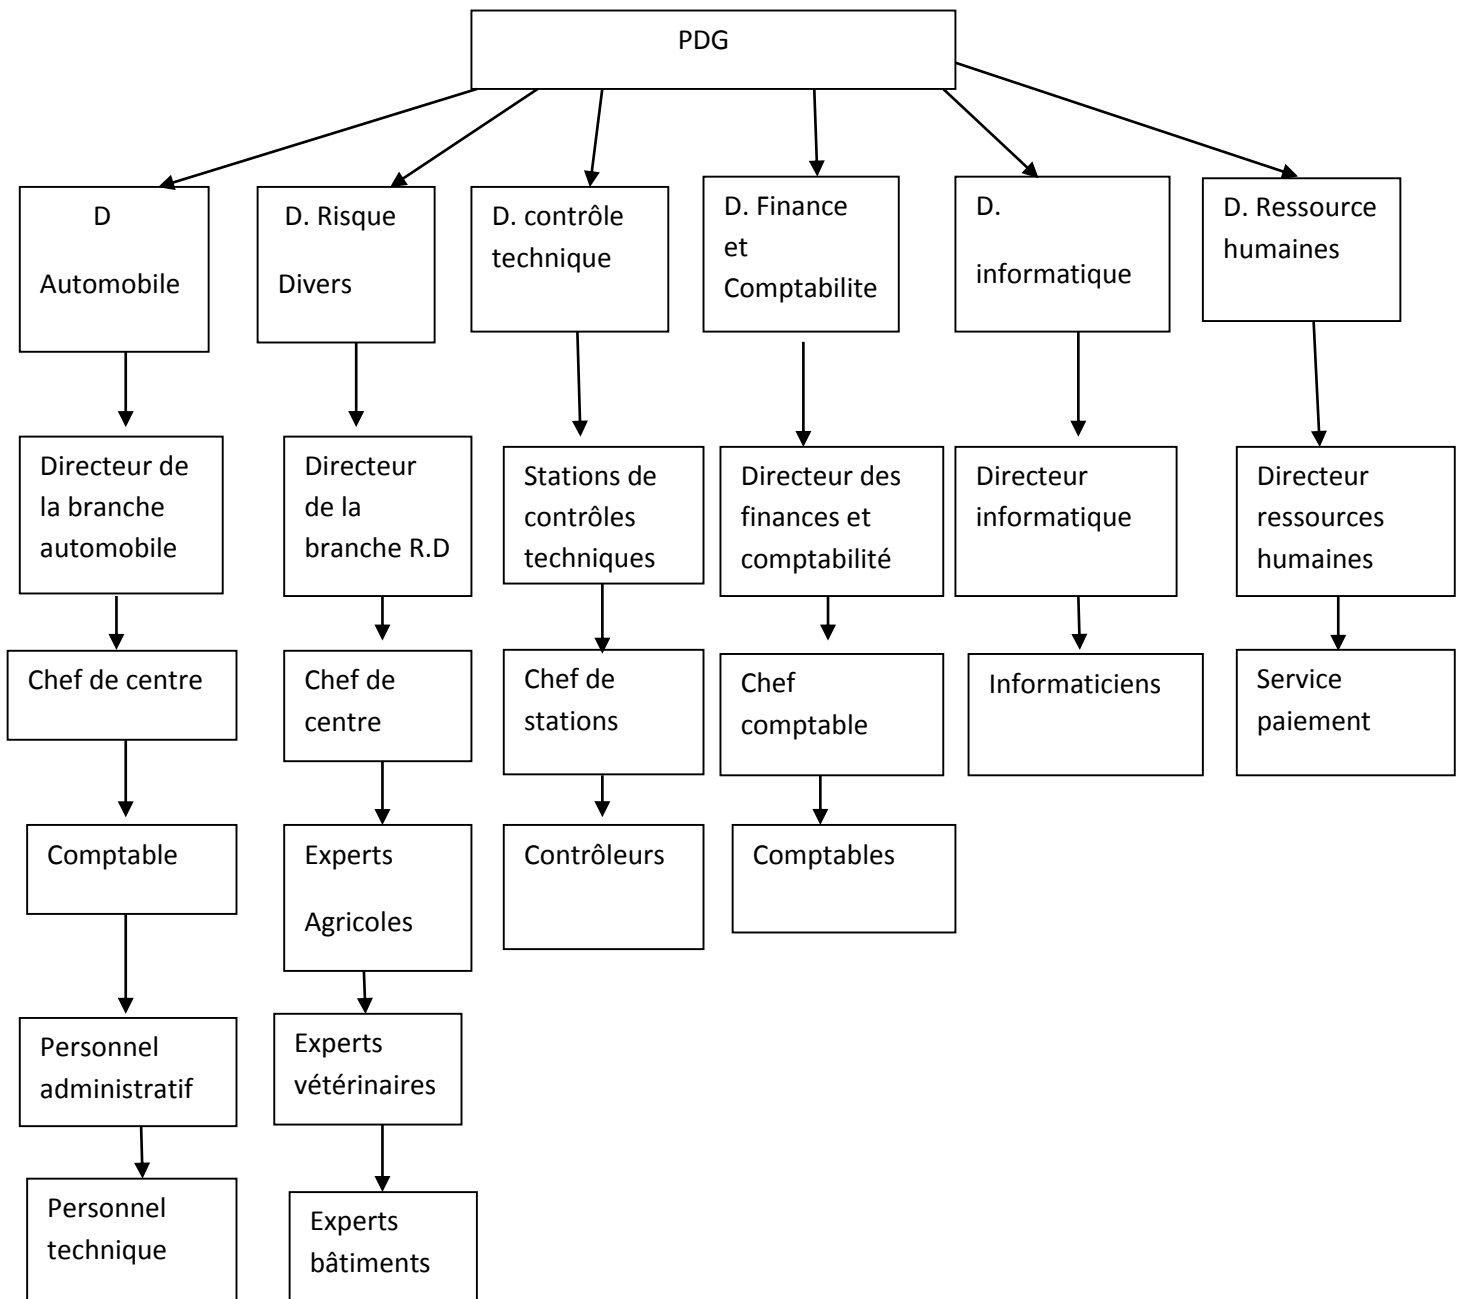 PDG
D
Automobile
D. Risque
Divers
D. contrôle
technique
D. Finance
et
Comptabilite
D.
informatique
D. Ressource
humaines
Directeur de
la branche
automobile
Directeur
de la
branche R.D
Stations de
contrôles
techniques
Directeur des
finances et
comptabilité
Directeur
informatique
Directeur
ressources
humaines
Chef de centre
Chef de
centre
Chef de
stations
Chef
comptable
Informaticiens
Service
paiement
Comptable
Experts
Agricoles
Contrôleurs
Comptables
Personnel
administratif
Experts
vétérinaires
Personnel
technique
Experts
bâtiments